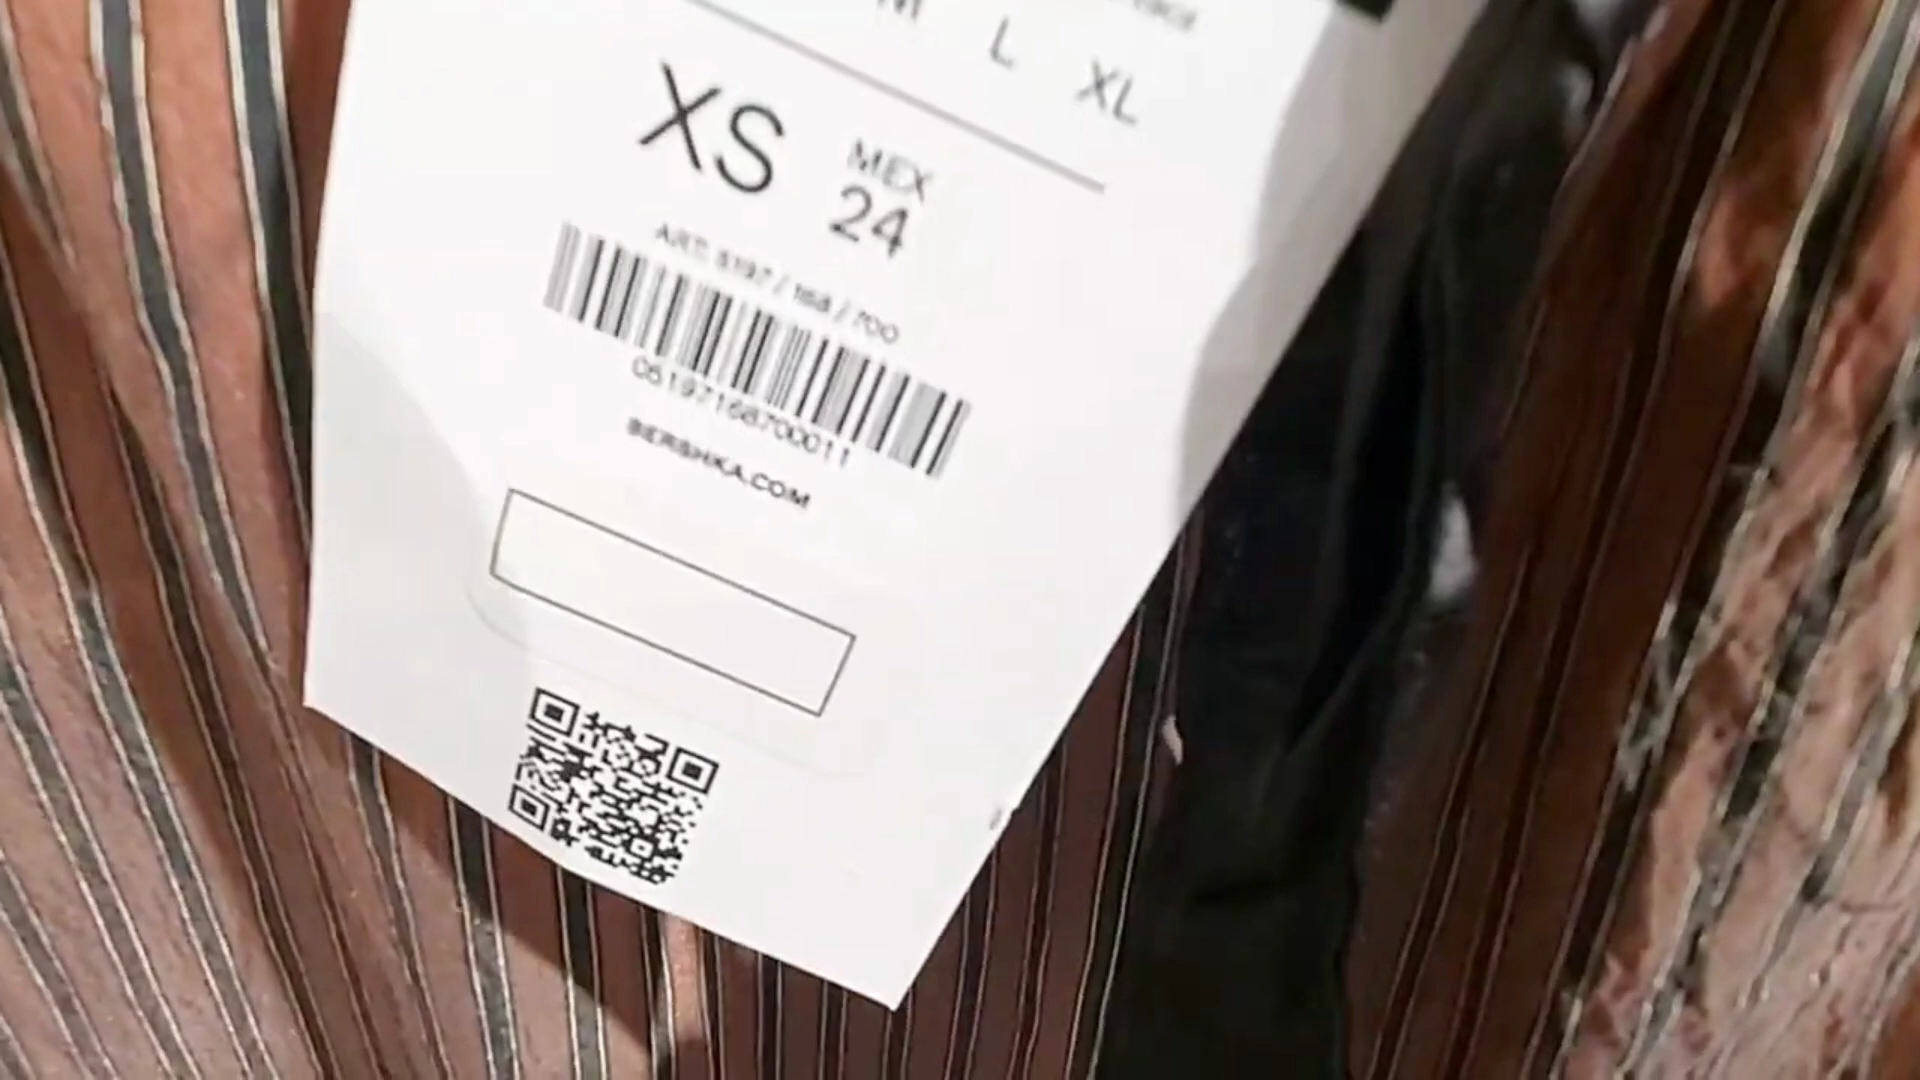 M L XL
XS MEX 24
ART. 5197 / 168 / 700
05197168700011
BERSHKA.COM